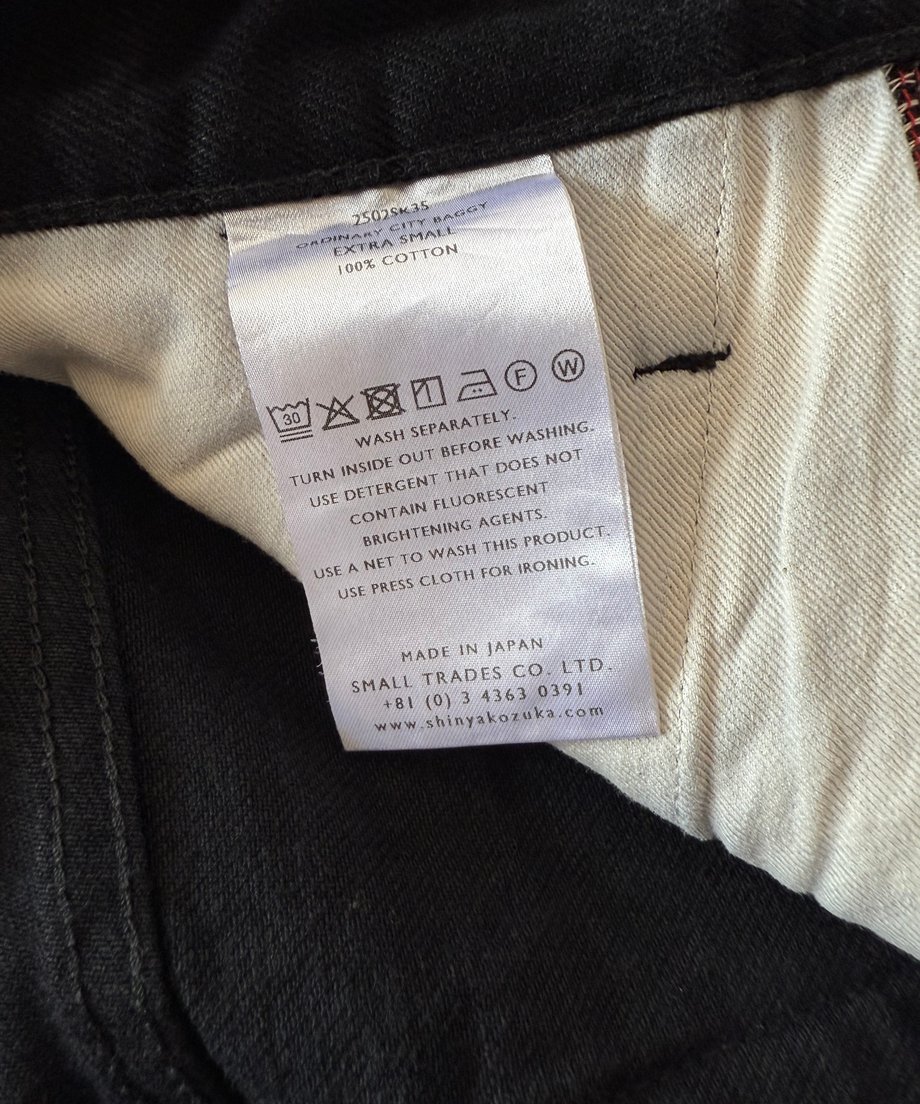 2502SK35
ORDINARY CITY BAGGY
EXTRA SMALL
100% COTTON
30
F W
WASH SEPARATELY.
TURN INSIDE OUT BEFORE WASHING.
USE DETERGENT THAT DOES NOT
CONTAIN FLUORESCENT
BRIGHTENING AGENTS.
USE A NET TO WASH THIS PRODUCT.
USE PRESS CLOTH FOR IRONING.
MADE IN JAPAN
SMALL TRADES CO. LTD.
+81 (0) 3 4363 0391
www.shinyakozuka.com